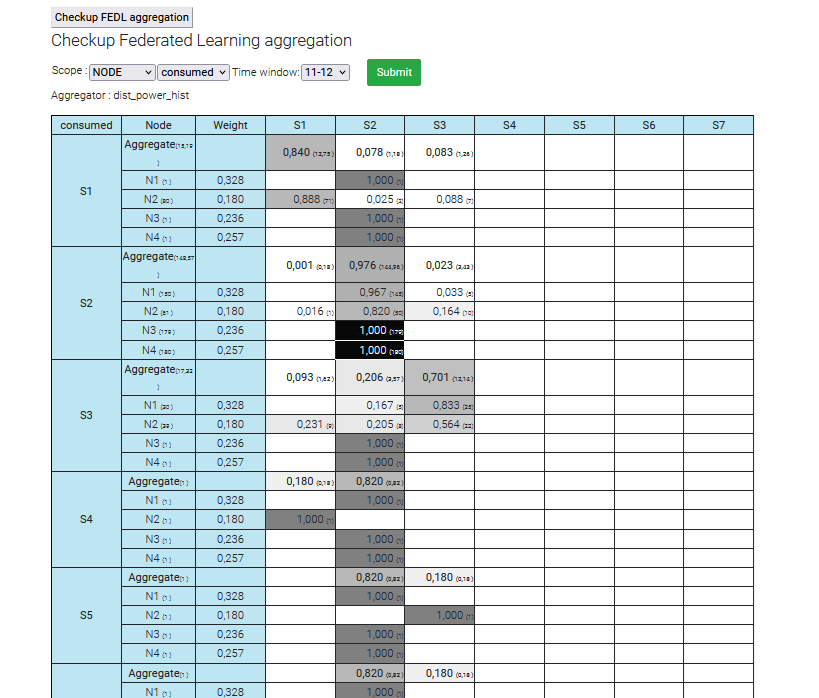 Checkup FEDL aggregation
Checkup Federated Learning aggregation
Scope : NODE consumed Time window: 11-12 Submit
Aggregator : dist_power_hist
consumed Node Weight S1 S2 S3 S4 S5 S6 S7
S1
Aggregate(15,19) 0,840 (12,75) 0,078 (1,18) 0,083 (1,26)
N1 (1) 0,328 1,000 (1)
N2 (80) 0,180 0,888 (71) 0,025 (2) 0,088 (7)
N3 (1) 0,236 1,000 (1)
N4 (1) 0,257 1,000 (1)
S2
Aggregate(148,57) 0,001 (0,18) 0,976 (144,96) 0,023 (3,43)
N1 (150) 0,328 0,967 (145) 0,033 (5)
N2 (61) 0,180 0,016 (1) 0,820 (50) 0,164 (10)
N3 (179) 0,236 1,000 (179)
N4 (180) 0,257 1,000 (180)
S3
Aggregate(17,32) 0,093 (1,62) 0,206 (3,57) 0,701 (12,14)
N1 (30) 0,328 0,167 (5) 0,833 (25)
N2 (39) 0,180 0,231 (9) 0,205 (8) 0,564 (22)
N3 (1) 0,236 1,000 (1)
N4 (1) 0,257 1,000 (1)
S4
Aggregate(1) 0,180 (0,18) 0,820 (0,82)
N1 (1) 0,328 1,000 (1)
N2 (1) 0,180 1,000 (1)
N3 (1) 0,236 1,000 (1)
N4 (1) 0,257 1,000 (1)
S5
Aggregate(1) 0,820 (0,82) 0,180 (0,18)
N1 (1) 0,328 1,000 (1)
N2 (1) 0,180 1,000 (1)
N3 (1) 0,236 1,000 (1)
N4 (1) 0,257 1,000 (1)
Aggregate(1) 0,820 (0,82) 0,180 (0,18)
N1 (1) 0,328 1,000 (1)